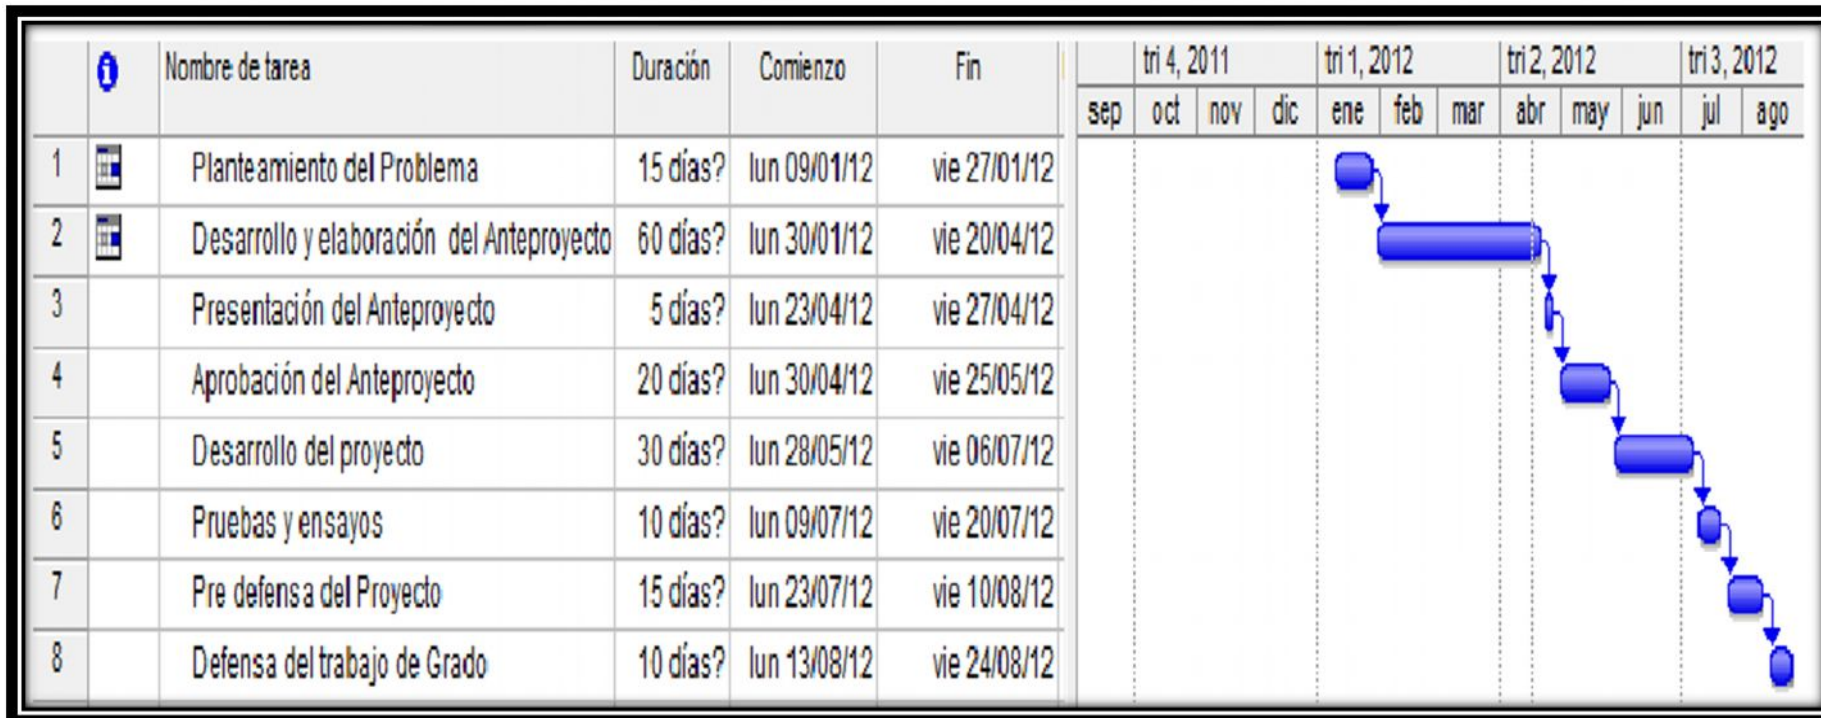 Nombre de tarea Duración Comienzo Fin tri 4, 2011 tri 1, 2012 tri 2, 2012 tri 3, 2012
sep oct nov dic ene feb mar abr may jun jul ago
1 Planteamiento del Problema 15 días? lun 09/01/12 vie 27/01/12
2 Desarrollo y elaboración del Anteproyecto 60 días? lun 30/01/12 vie 20/04/12
3 Presentación del Anteproyecto 5 días? lun 23/04/12 vie 27/04/12
4 Aprobación del Anteproyecto 20 días? lun 30/04/12 vie 25/05/12
5 Desarrollo del proyecto 30 días? lun 28/05/12 vie 06/07/12
6 Pruebas y ensayos 10 días? lun 09/07/12 vie 20/07/12
7 Pre defensa del Proyecto 15 días? lun 23/07/12 vie 10/08/12
8 Defensa del trabajo de Grado 10 días? lun 13/08/12 vie 24/08/12